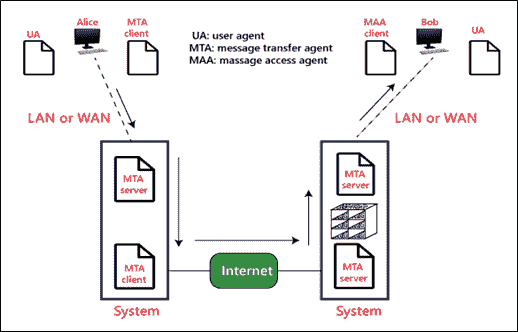 Alice
UA
MTA
client
UA: user agent
MTA: message transfer agent
MAA: massage access agent
MAA
client
Bob
UA
LAN or WAN
LAN or WAN
MTA
server
MTA
server
MTA
client
Internet
MTA
server
System
System